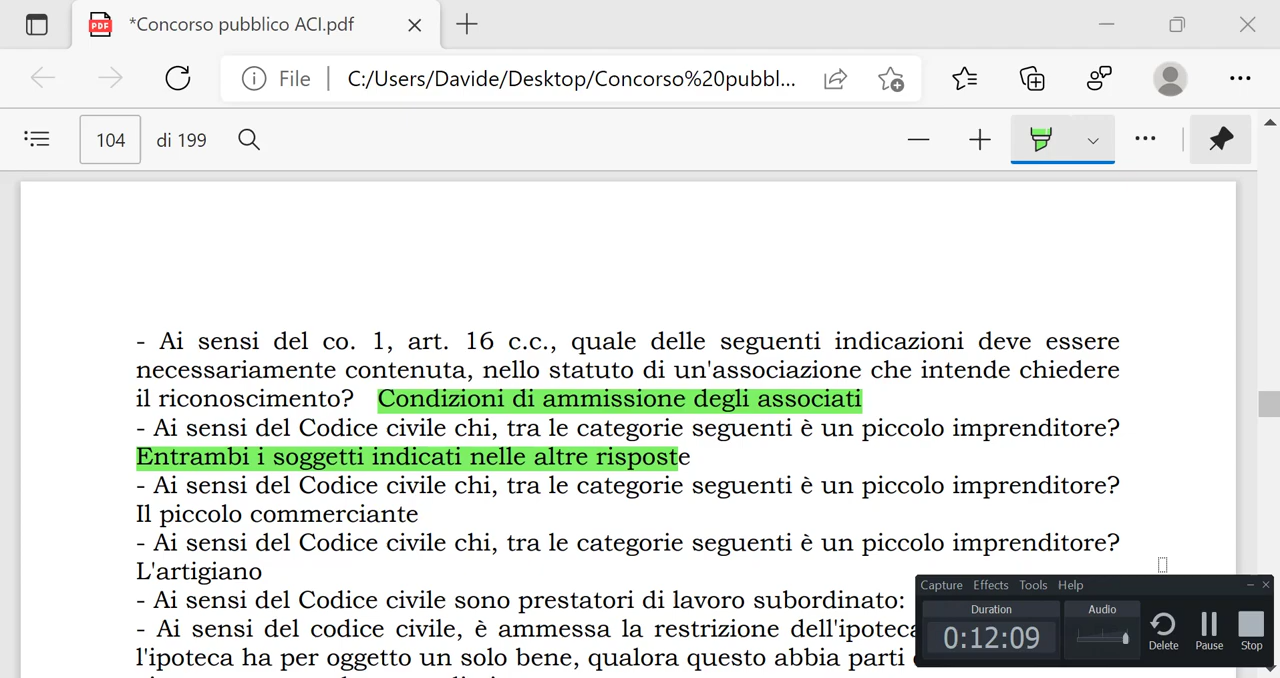 *Concorso pubblico ACI.pdf
File
C:/Users/Davide/Desktop/Concorso%20pubbl...
104 di 199
- Ai sensi del co. 1, art. 16 c.c., quale delle seguenti indicazioni deve essere
necessariamente contenuta, nello statuto di un'associazione che intende chiedere
il riconoscimento? Condizioni di ammissione degli associati
- Ai sensi del Codice civile chi, tra le categorie seguenti è un piccolo imprenditore?
Entrambi i soggetti indicati nelle altre risposte
- Ai sensi del Codice civile chi, tra le categorie seguenti è un piccolo imprenditore?
Il piccolo commerciante
- Ai sensi del Codice civile chi, tra le categorie seguenti è un piccolo imprenditore?
L'artigiano
- Ai sensi del Codice civile sono prestatori di lavoro subordinato:
- Ai sensi del codice civile, è ammessa la restrizione dell'ipoteca
l'ipoteca ha per oggetto un solo bene, qualora questo abbia parti
Capture Effects Tools Help
Duration
0:12:09
Audio
Delete
Pause
Stop